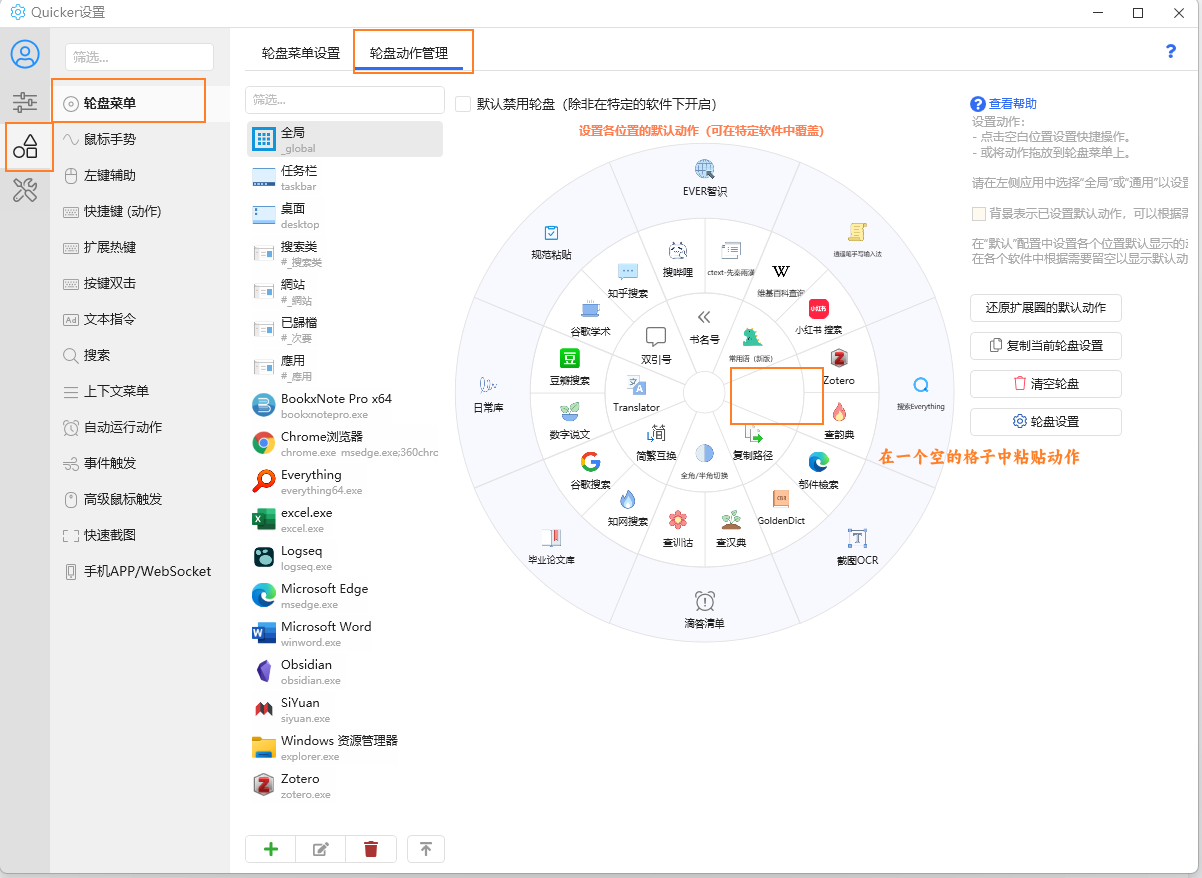 Quicker设置
筛选...
轮盘菜单
鼠标手势
左键辅助
快捷键 (动作)
扩展热键
按键双击
文本指令
搜索
上下文菜单
自动运行动作
事件触发
高级鼠标触发
快速截图
手机APP/WebSocket
轮盘菜单设置
轮盘动作管理
?
筛选...
全局
_global
任务栏
taskbar
桌面
desktop
搜索类
#_搜索类
網站
#_網站
已歸檔
#_次要
應用
#_應用
BookxNote Pro x64
bookxnotepro.exe
Chrome浏览器
chrome.exe msedge.exe;360chro
Everything
everything64.exe
excel.exe
excel.exe
Logseq
logseq.exe
Microsoft Edge
msedge.exe
Microsoft Word
winword.exe
Obsidian
obsidian.exe
SiYuan
siyuan.exe
Windows 资源管理器
explorer.exe
Zotero
zotero.exe
默认禁用轮盘（除非在特定的软件下开启）
设置各位置的默认动作（可在特定软件中覆盖）
EVER智识
规范粘贴
逍遥笔手写输入法
搜哔哩
ctext-先秦兩漢
知乎搜索
维基百科查询
谷歌学术
小红书
小红书 搜索
书名号
双引号
常用语（新版）
豆
豆瓣搜索
Zotero
日常库
Translator
搜索Everything
数字说文
查韵典
简繁互换
复制路径
全角/半角切换
谷歌搜索
部件檢索
知网搜索
GoldenDict
查训诂
查汉典
毕业论文库
截图OCR
滴答清单
在一个空的格子中粘贴动作
查看帮助
设置动作：
- 点击空白位置设置快捷操作。
- 或将动作拖放到轮盘菜单上。
请在左侧应用中选择“全局”或“通用”以设置
背景表示已设置默认动作，可以根据需
在“默认”配置中设置各个位置默认显示的动
在各个软件中根据需要留空以显示默认动
还原扩展圈的默认动作
复制当前轮盘设置
清空轮盘
轮盘设置